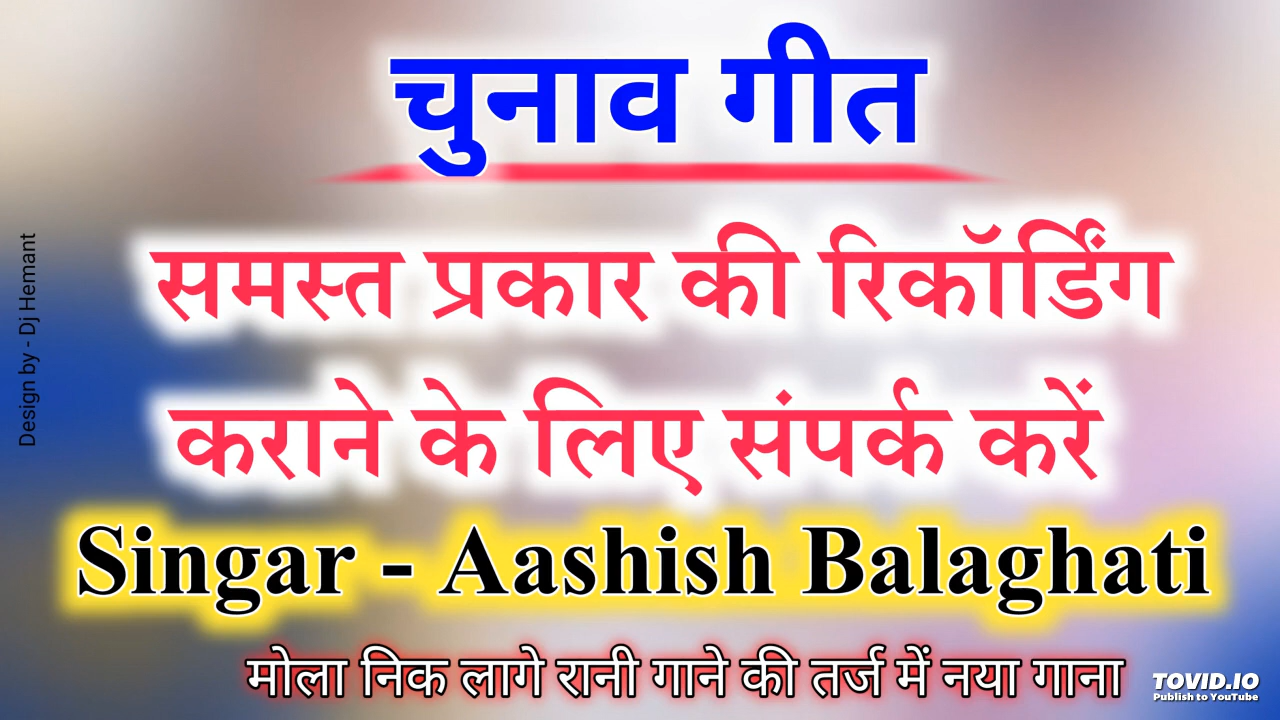 चुनाव गीत
समस्त प्रकार की रिकॉर्डिंग
कराने के लिए संपर्क करें
Singar - Aashish Balaghati
मोला निक लागे रानी गाने की तर्ज में नया गाना
Design by - Dj Hemant
TOVID.IO
Publish to YouTube